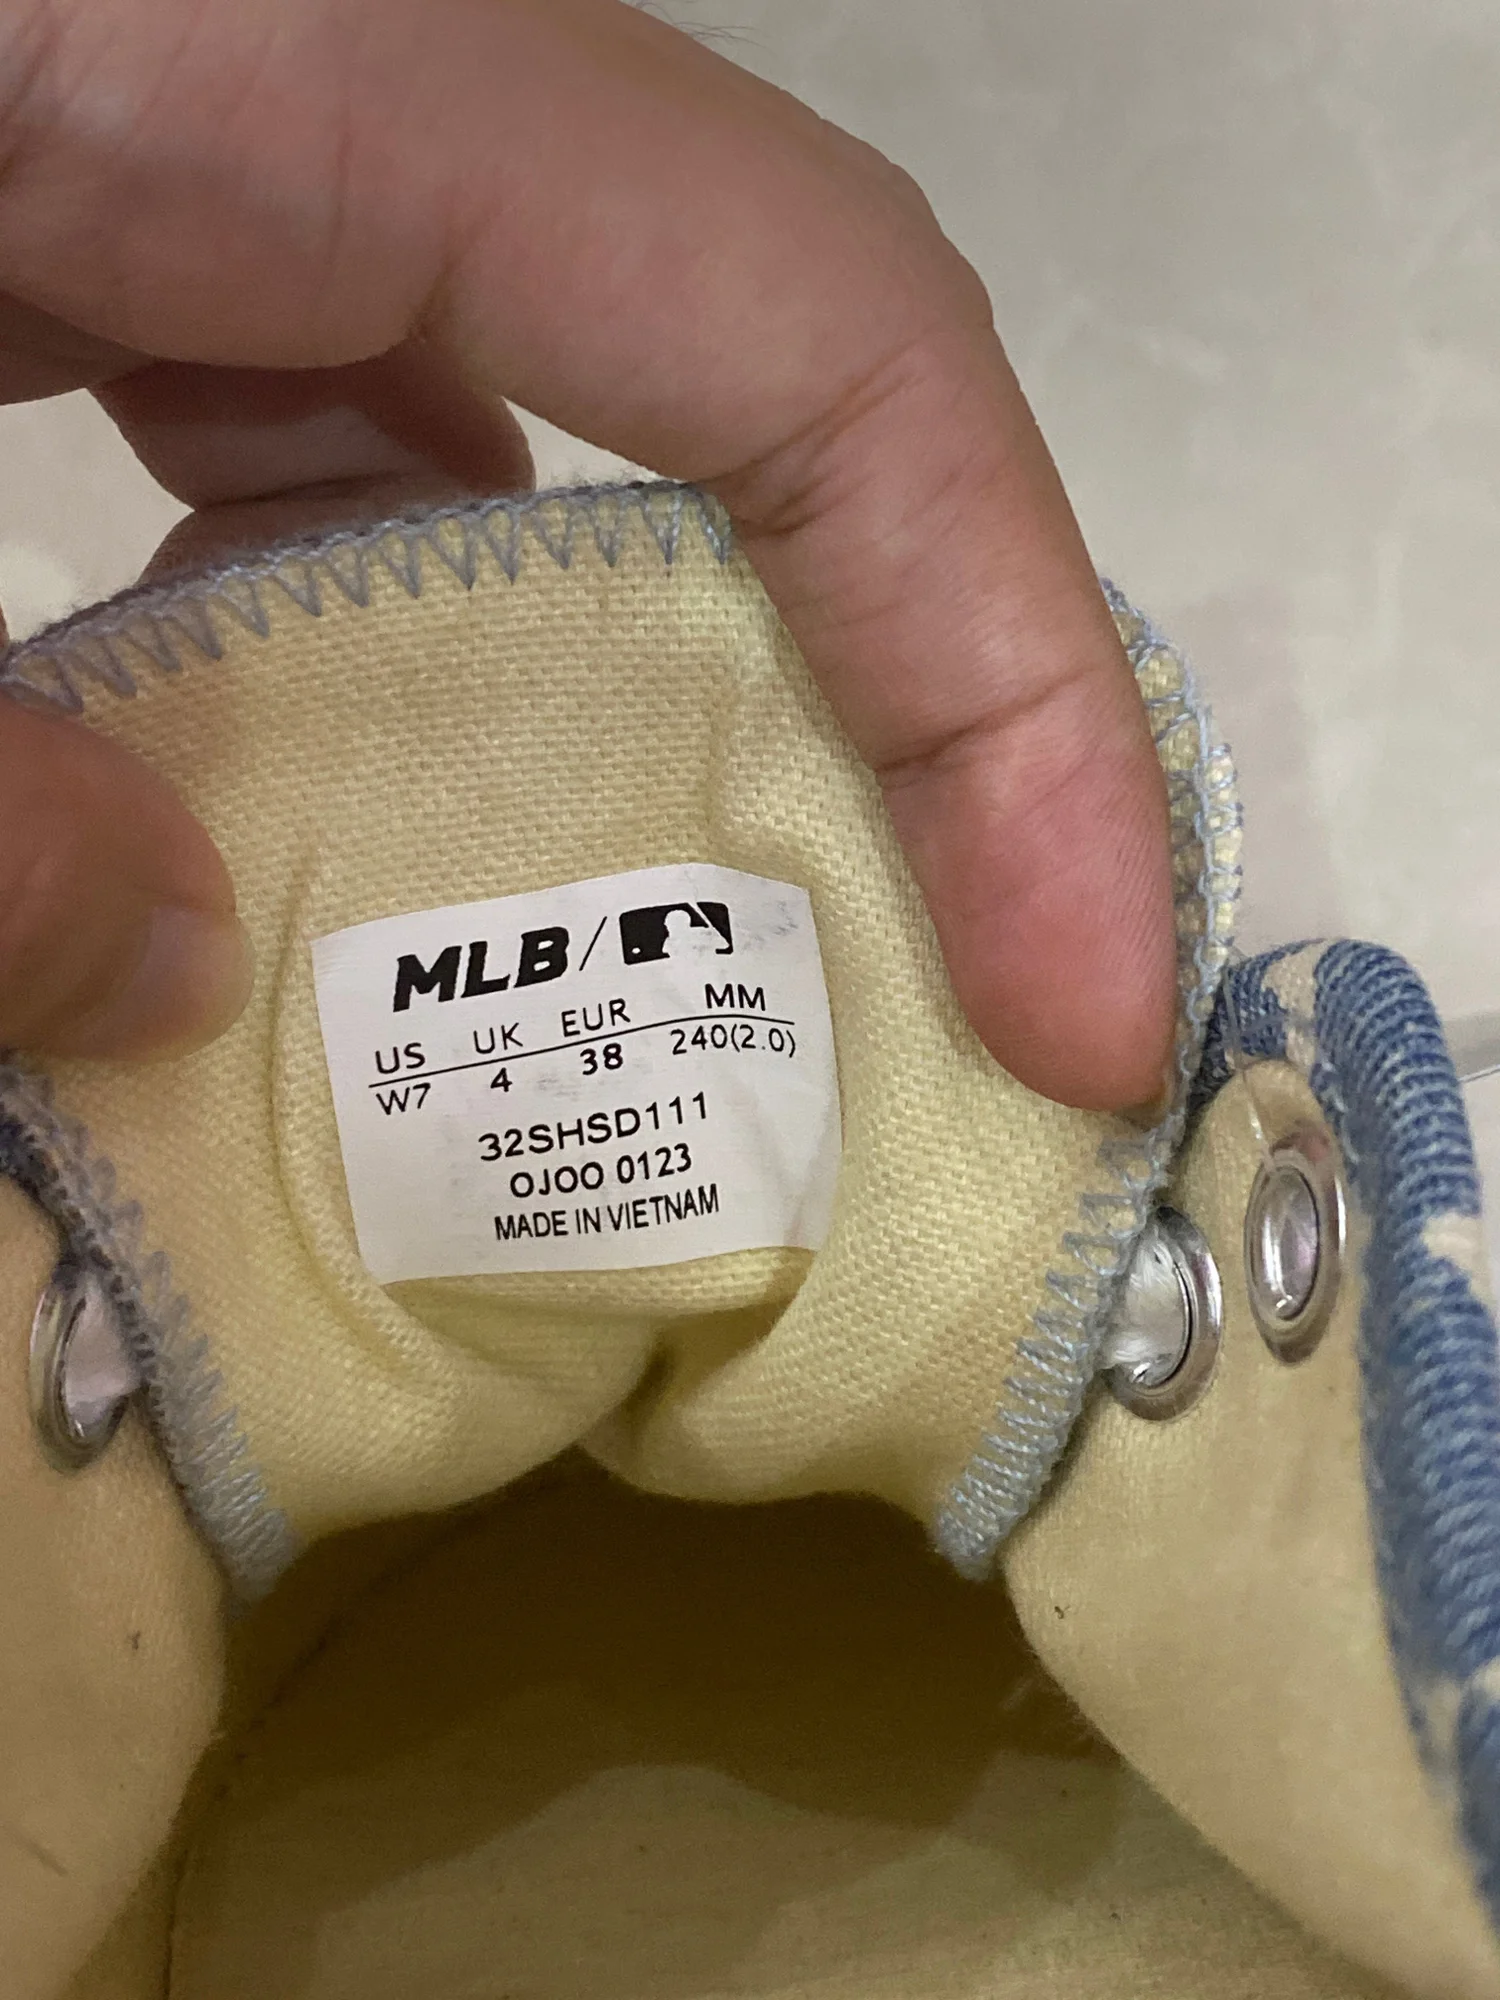 MLB/
US UK EUR MM
W7 4 38 240(2.0)
32SHSD111
OJOO 0123
MADE IN VIETNAM